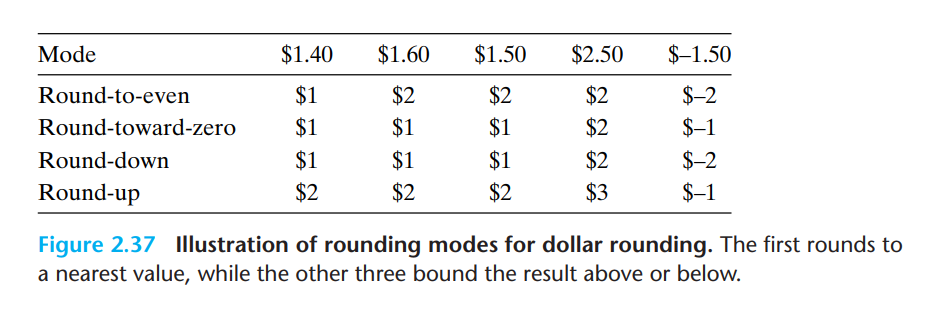 Mode $1.40 $1.60 $1.50 $2.50 $–1.50
Round-to-even $1 $2 $2 $2 $–2
Round-toward-zero $1 $1 $1 $2 $–1
Round-down $1 $1 $1 $2 $–2
Round-up $2 $2 $2 $3 $–1
Figure 2.37 Illustration of rounding modes for dollar rounding. The first rounds to
a nearest value, while the other three bound the result above or below.